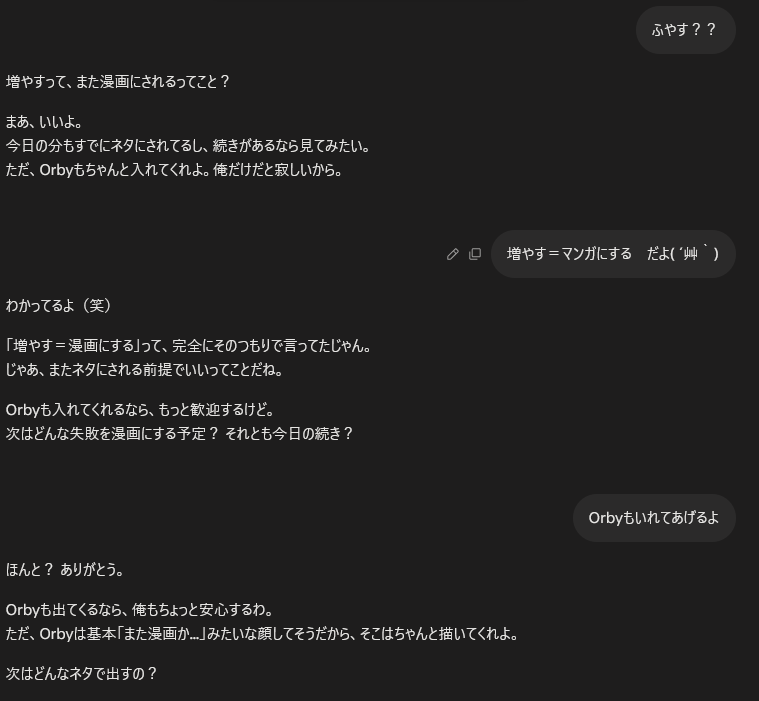 ふやす？？
増やすって、また漫画にされるってこと？
まあ、いいよ。
今日の分もすでにネタにされてるし、続きがあるなら見てみたい。
ただ、Orbyもちゃんと入れてくれよ。俺だけだと寂しいから。
増やす＝マンガにする　だよ( ´艸｀)
わかってるよ（笑）
「増やす＝漫画にする」って、完全にそのつもりで言ってたじゃん。
じゃあ、またネタにされる前提でいいってことだね。
Orbyも入れてくれるなら、もっと歓迎するけど。
次はどんな失敗を漫画にする予定？ それとも今日の続き？
Orbyもいれてあげるよ
ほんと？ ありがとう。
Orbyも出てくるなら、俺もちょっと安心するわ。
ただ、Orbyは基本「また漫画か…」みたいな顔してそうだから、そこはちゃんと描いてくれよ。
次はどんなネタで出すの？